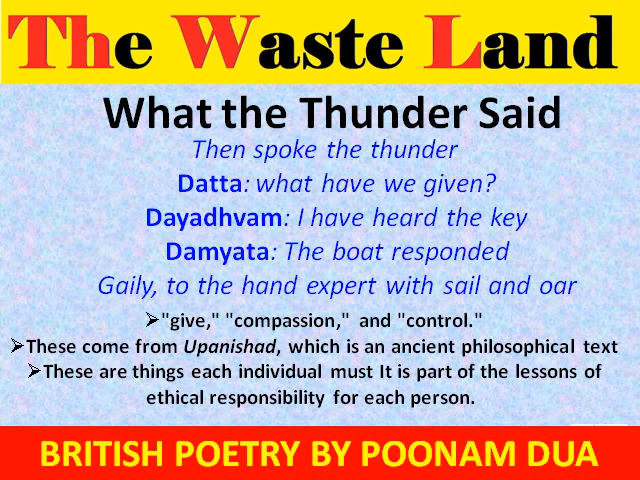 The Waste Land
What the Thunder Said
Then spoke the thunder
Datta: what have we given?
Dayadhvam: I have heard the key
Damyata: The boat responded
Gaily, to the hand expert with sail and oar
➢"give," "compassion," and "control."
➢These come from Upanishad, which is an ancient philosophical text
➢These are things each individual must It is part of the lessons of
ethical responsibility for each person.
BRITISH POETRY BY POONAM DUA